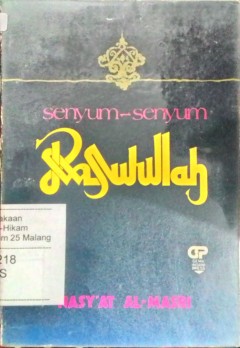 senyum-senyum
Rasulullah
akaan
-Hikam
m 25 Malang
218
S
NASY'AT AL-MASRI